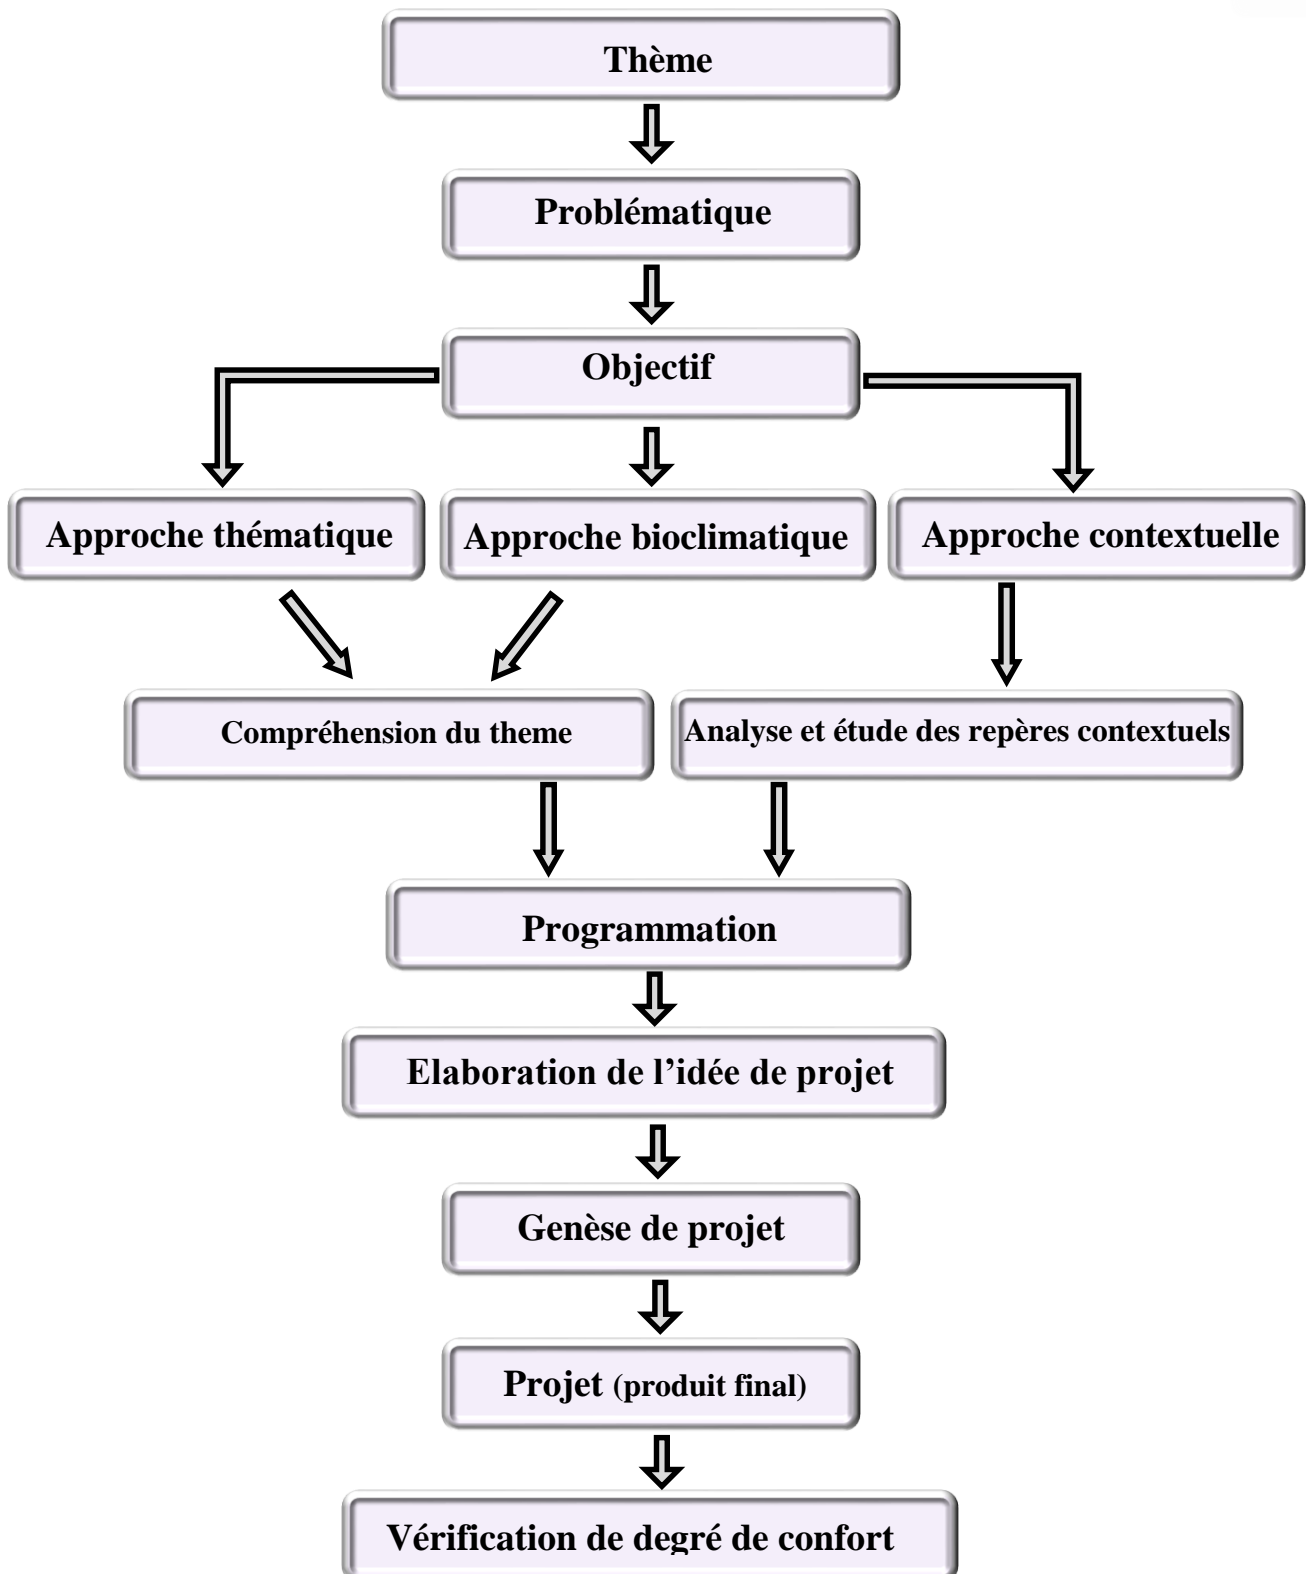 Thème
Problématique
Objectif
Approche thématique
Approche bioclimatique
Approche contextuelle
Compréhension du theme
Analyse et étude des repères contextuels
Programmation
Elaboration de l’idée de projet
Genèse de projet
Projet (produit final)
Vérification de degré de confort